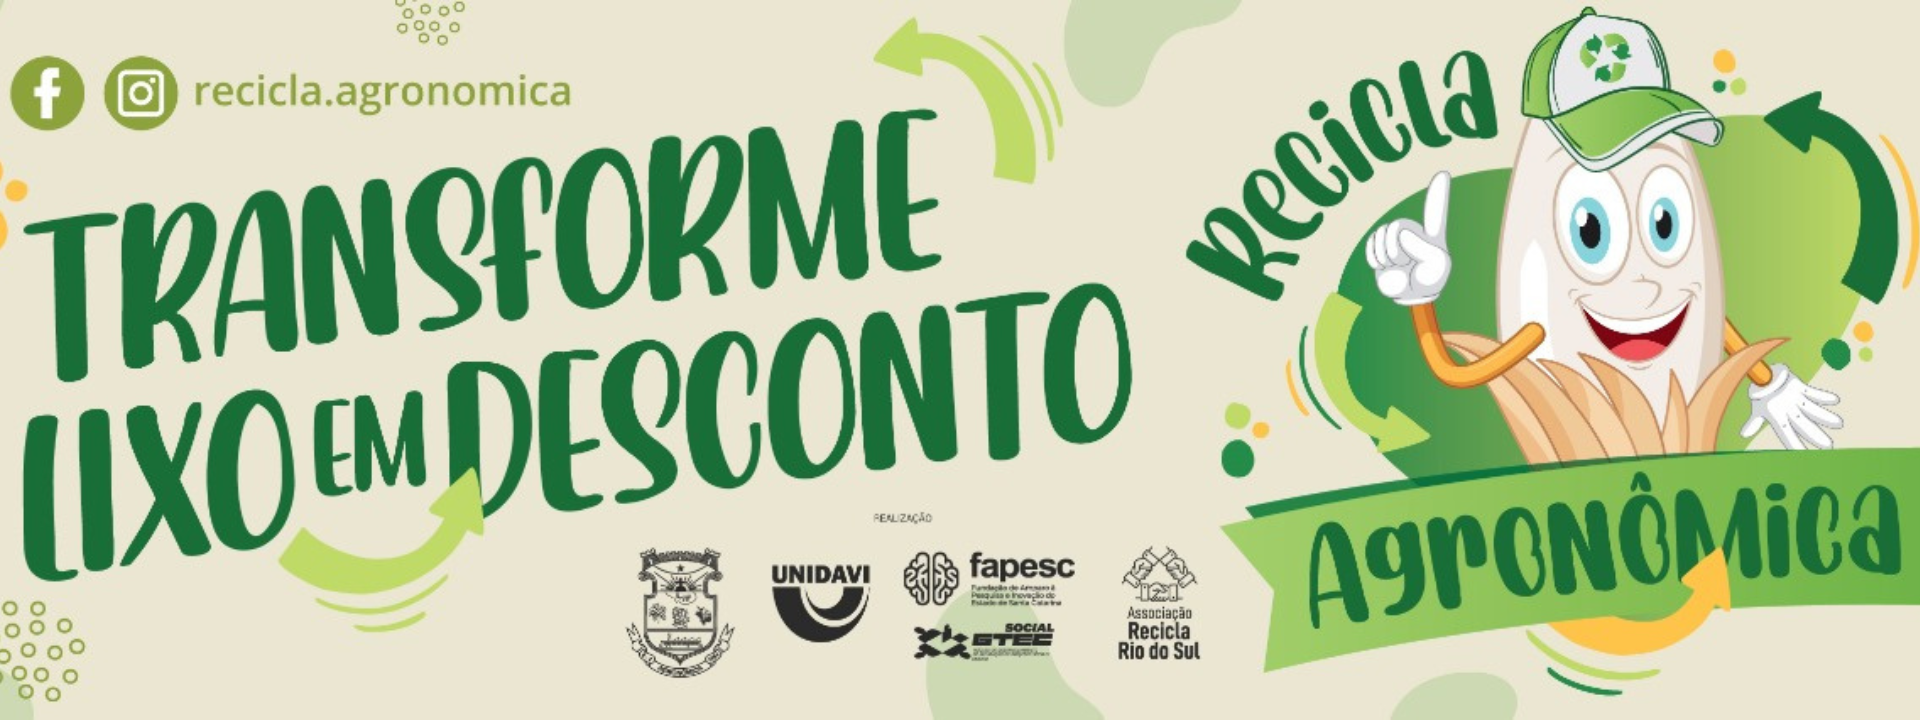 recicla.agronomica
TRANSFORME
LIXO EM DESCONTO
REALIZAÇÃO
UNIDAVI
fapesc
Fundação de Amparo à
Pesquisa e Inovação do
Estado de Santa Catarina
SOCIAL
GTEC
Associação
Recicla
Rio do Sul
Recicla
Agronômica